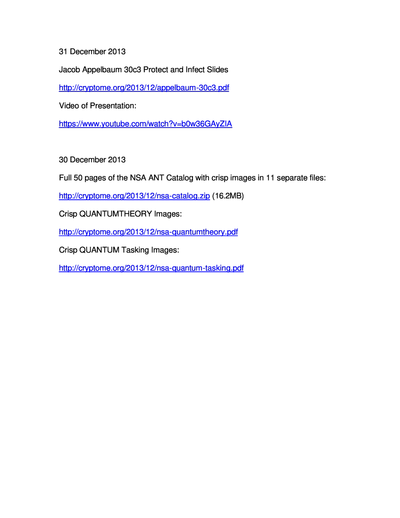 31 December 2013
Jacob Appelbaum 30c3 Protect and Infect Slides
http://cryptome.org/2013/12/appelbaum-30c3.pdf
Video of Presentation:
https://www.youtube.com/watch?v=b0w36GAyZIA
30 December 2013
Full 50 pages of the NSA ANT Catalog with crisp images in 11 separate files:
http://cryptome.org/2013/12/nsa-catalog.zip (16.2MB)
Crisp QUANTUMTHEORY Images:
http://cryptome.org/2013/12/nsa-quantumtheory.pdf
Crisp QUANTUM Tasking Images:
http://cryptome.org/2013/12/nsa-quantum-tasking.pdf